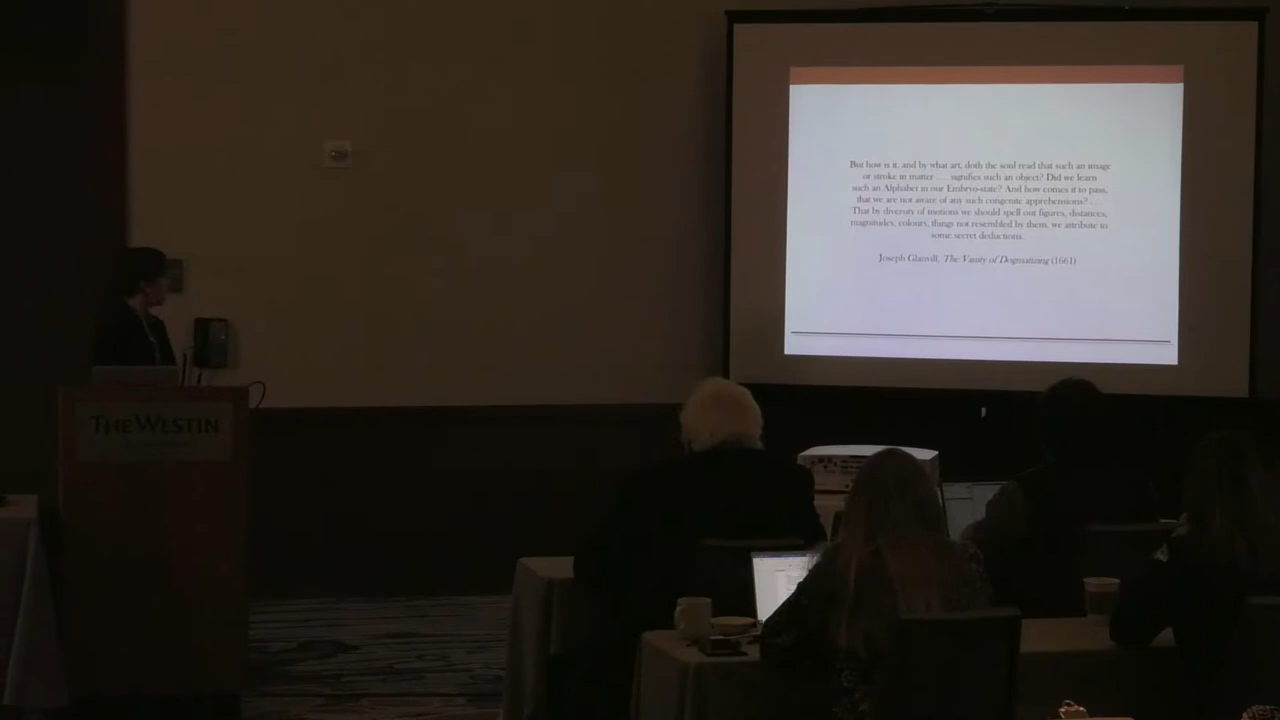 But how is it, and by what art, doth the soul read that such an image
or stroke in matter . . . signifies such an object? Did we learn
such an Alphabet in our Embryo-state? And how comes it to pass,
that we are not aware of any such congenite apprehensions? . . .
That by diversity of motions we should spell out figures, distances,
magnitudes, colours, things not resembled by them, we attribute to
some secret deductions.
Joseph Glanvill, The Vanity of Dogmatizing (1661)
THE WESTIN